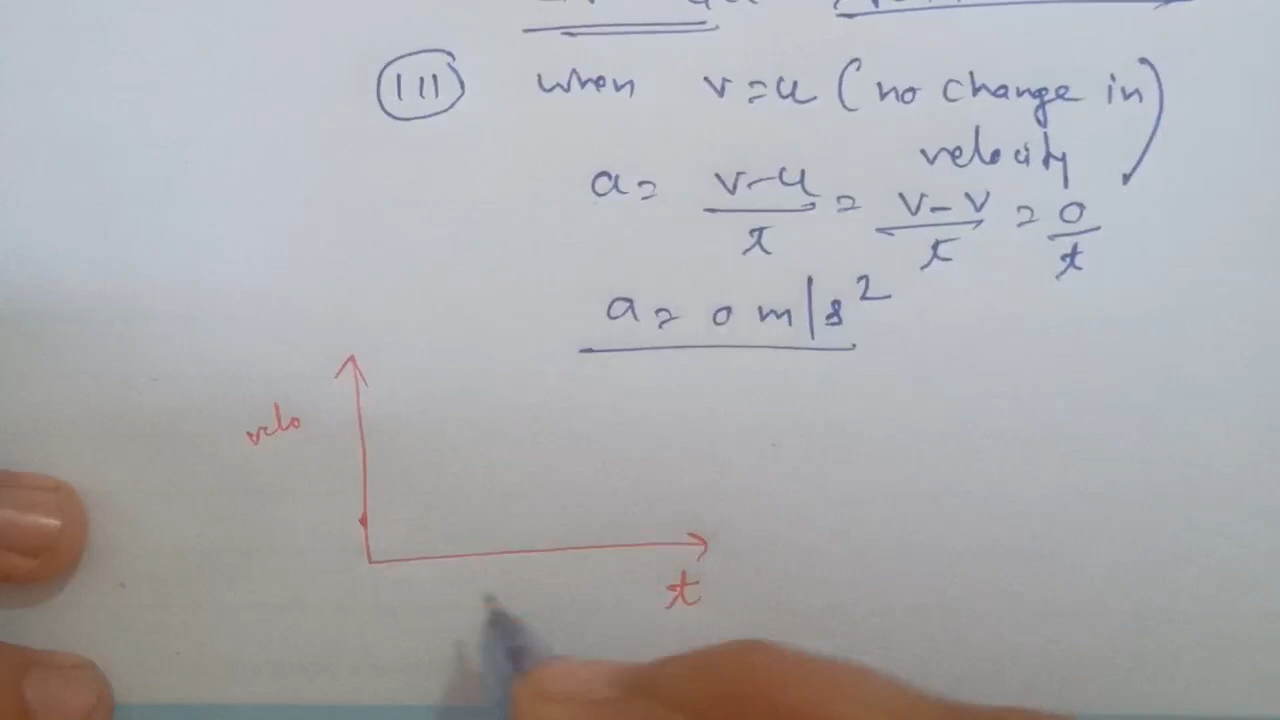 III when v=u (no change in
velocity
a= v-u/t = v-v/t = 0/t
a= 0 m/s²
velo
t